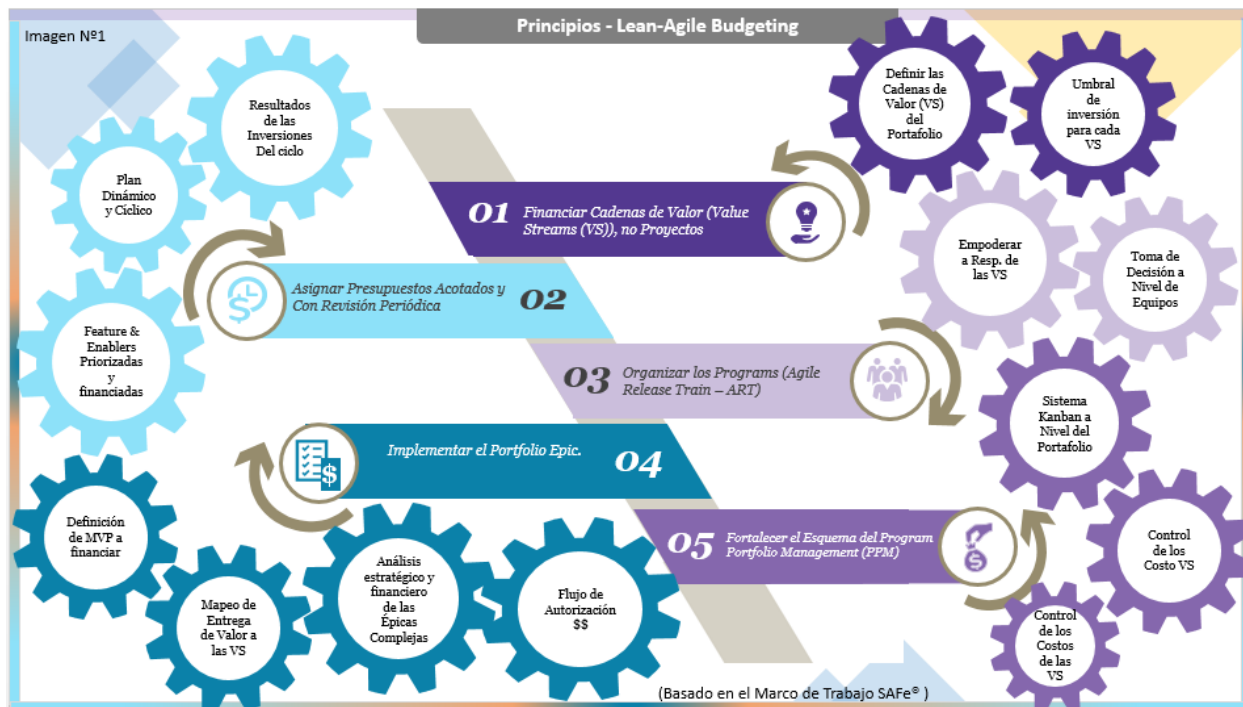 Principios - Lean-Agile Budgeting
Imagen Nº1
Resultados
de las
Inversiones
Del ciclo
Plan
Dinámico
y Cíclico
Feature &
Enablers
Priorizadas
y
financiadas
Definir las
Cadenas de
Valor (VS)
del
Portafolio
Umbral
de
inversión
para cada
VS
01
Financiar Cadenas de Valor (Value
Streams (VS)), no Proyectos
Empoderar
a Resp. de
las VS
Toma de
Decisión a
Nivel de
Equipos
Asignar Presupuestos Acotados y
Con Revisión Periódica
02
03
Organizar los Programs (Agile
Release Train – ART)
Sistema
Kanban a
Nivel del
Portafolio
Implementar el Portfolio Epic.
04
Definición
de MVP a
financiar
Mapeo de
Entrega de
Valor a
las VS
Análisis
estratégico y
financiero
de las
Épicas
Complejas
Flujo de
Autorización
$$
05
Fortalecer el Esquema del Program
Portfolio Management (PPM)
Control
de los
Costo VS
Control
de los
Costos
de las
VS
(Basado en el Marco de Trabajo SAFe® )